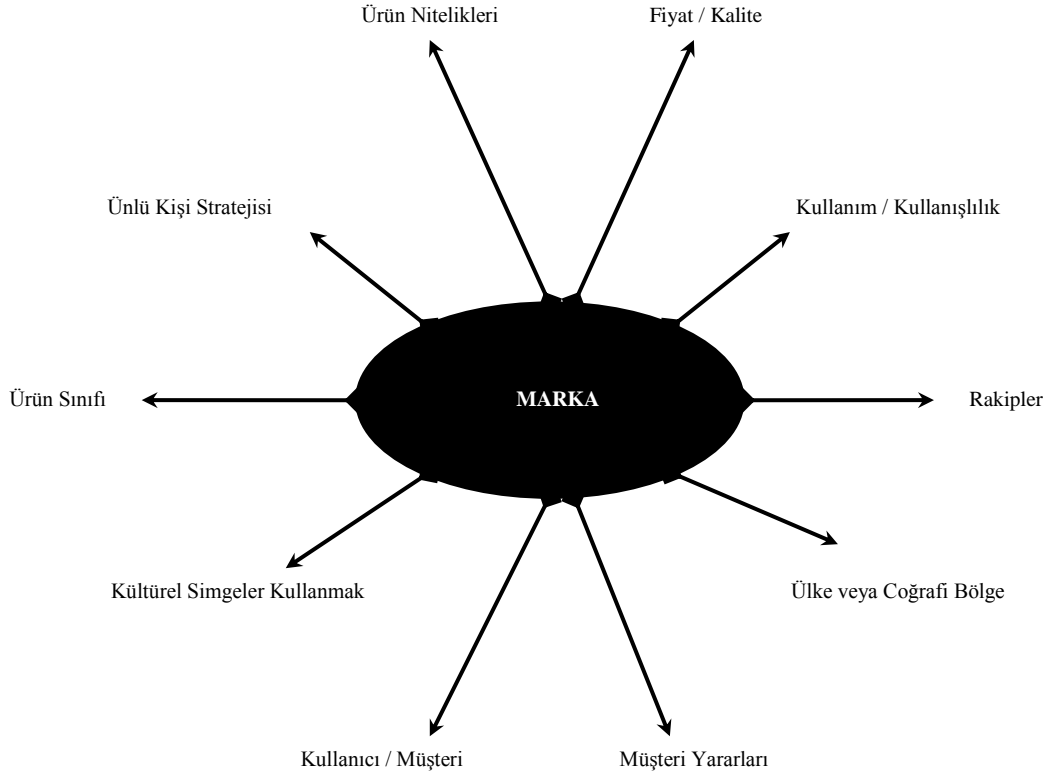 Ürün Nitelikleri
Fiyat / Kalite
Ünlü Kişi Stratejisi
Kullanım / Kullanışlılık
Ürün Sınıfı
MARKA
Rakipler
Kültürel Simgeler Kullanmak
Ülke veya Coğrafi Bölge
Kullanıcı / Müşteri
Müşteri Yararları